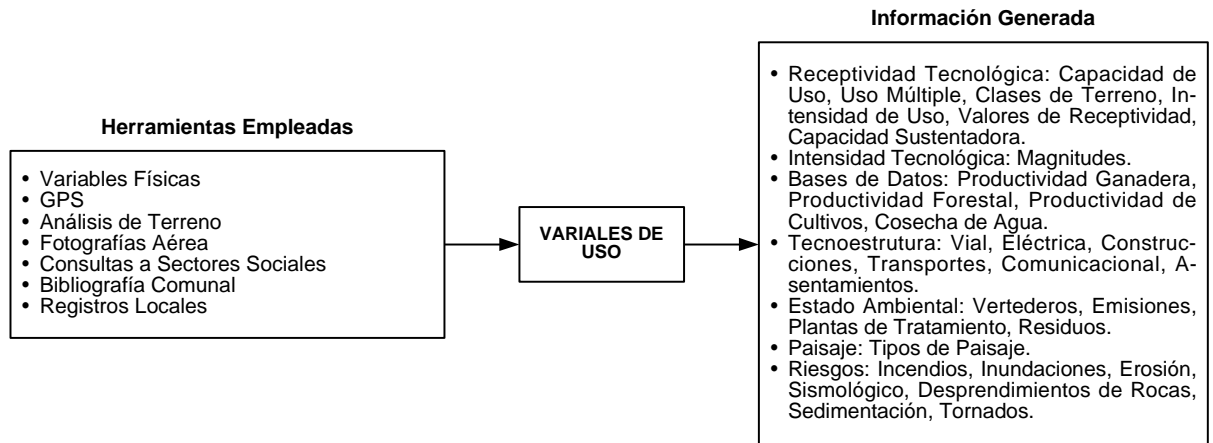 Información Generada
Herramientas Empleadas
• Variables Físicas
• GPS
• Análisis de Terreno
• Fotografías Aérea
• Consultas a Sectores Sociales
• Bibliografía Comunal
• Registros Locales
VARIALES DE
USO
• Receptividad Tecnológica: Capacidad de
Uso, Uso Múltiple, Clases de Terreno, In-
tensidad de Uso, Valores de Receptividad,
Capacidad Sustentadora.
• Intensidad Tecnológica: Magnitudes.
• Bases de Datos: Productividad Ganadera,
Productividad Forestal, Productividad de
Cultivos, Cosecha de Agua.
• Tecnoestrutura: Vial, Eléctrica, Construc-
ciones, Transportes, Comunicacional, A-
sentamientos.
• Estado Ambiental: Vertederos, Emisiones,
Plantas de Tratamiento, Residuos.
• Paisaje: Tipos de Paisaje.
• Riesgos: Incendios, Inundaciones, Erosión,
Sismológico, Desprendimientos de Rocas,
Sedimentación, Tornados.